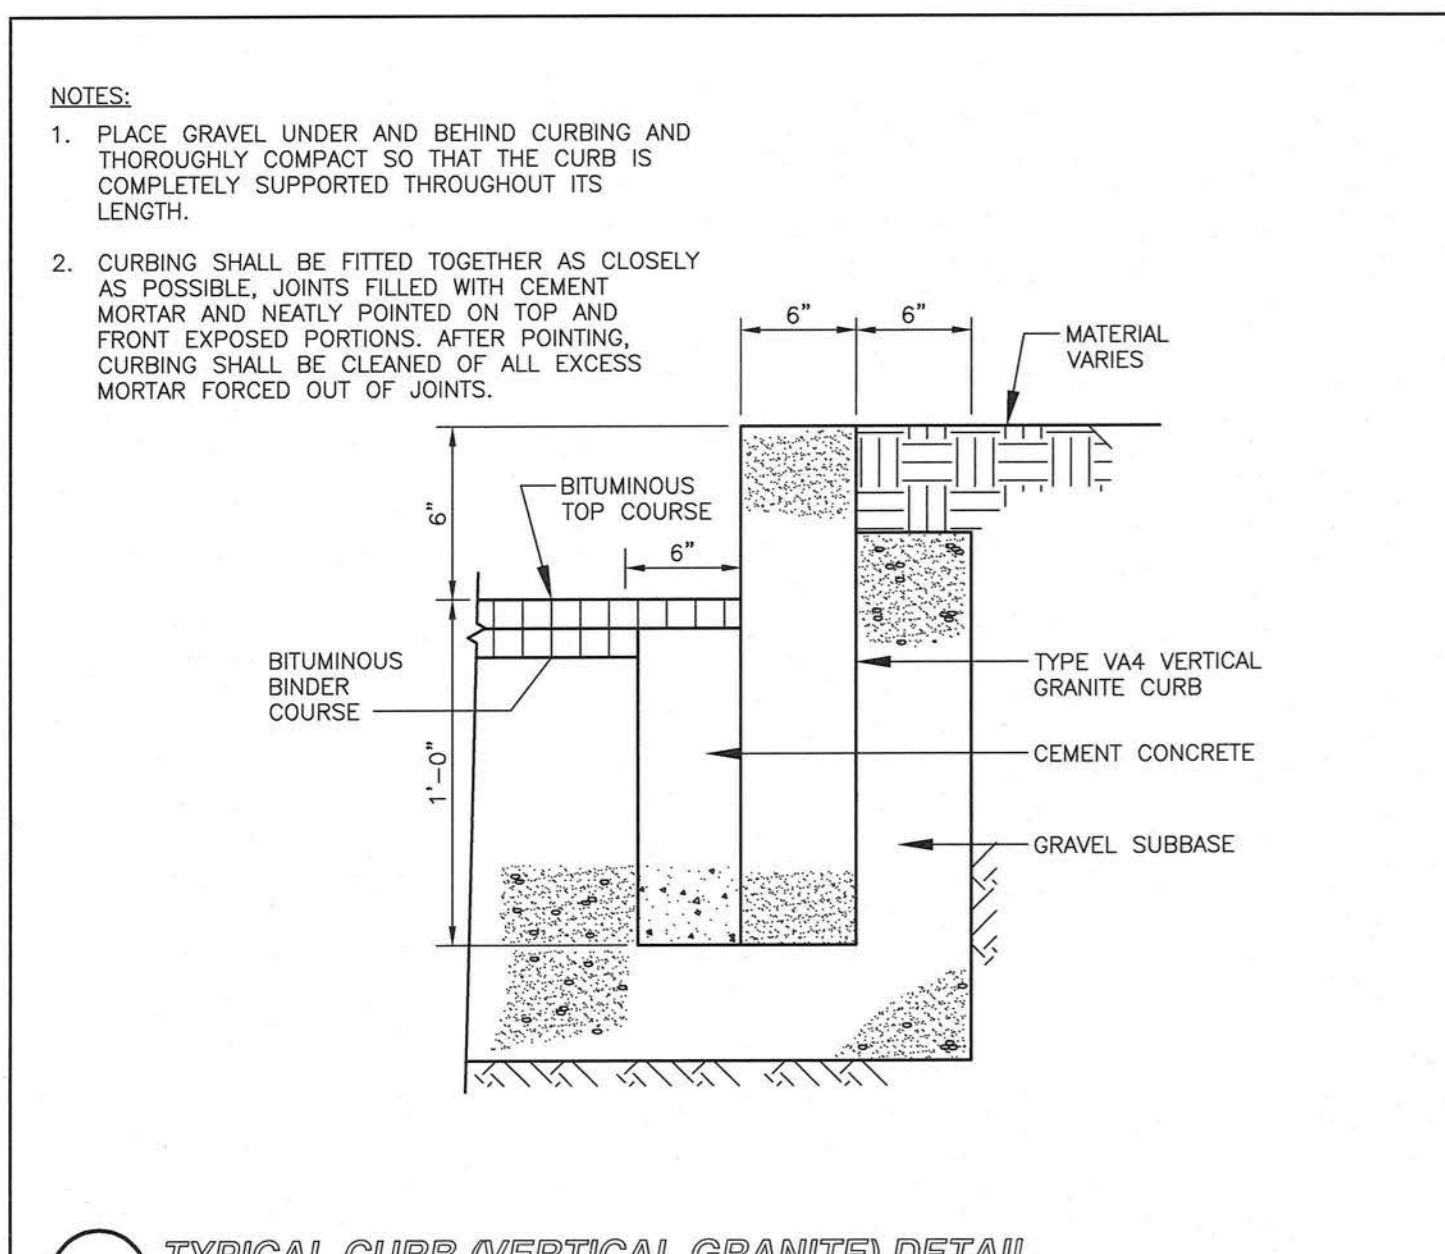 NOTES:
1. PLACE GRAVEL UNDER AND BEHIND CURBING AND
THOROUGHLY COMPACT SO THAT THE CURB IS
COMPLETELY SUPPORTED THROUGHOUT ITS
LENGTH.
2. CURBING SHALL BE FITTED TOGETHER AS CLOSELY
AS POSSIBLE, JOINTS FILLED WITH CEMENT
MORTAR AND NEATLY POINTED ON TOP AND
FRONT EXPOSED PORTIONS. AFTER POINTING,
CURBING SHALL BE CLEANED OF ALL EXCESS
MORTAR FORCED OUT OF JOINTS.
6" 6"
MATERIAL
VARIES
BITUMINOUS
TOP COURSE
6"
6"
BITUMINOUS
BINDER
COURSE
TYPE VA4 VERTICAL
GRANITE CURB
1'-0"
CEMENT CONCRETE
GRAVEL SUBBASE
TYPICAL CURB (VERTICAL GRANITE) DETAIL